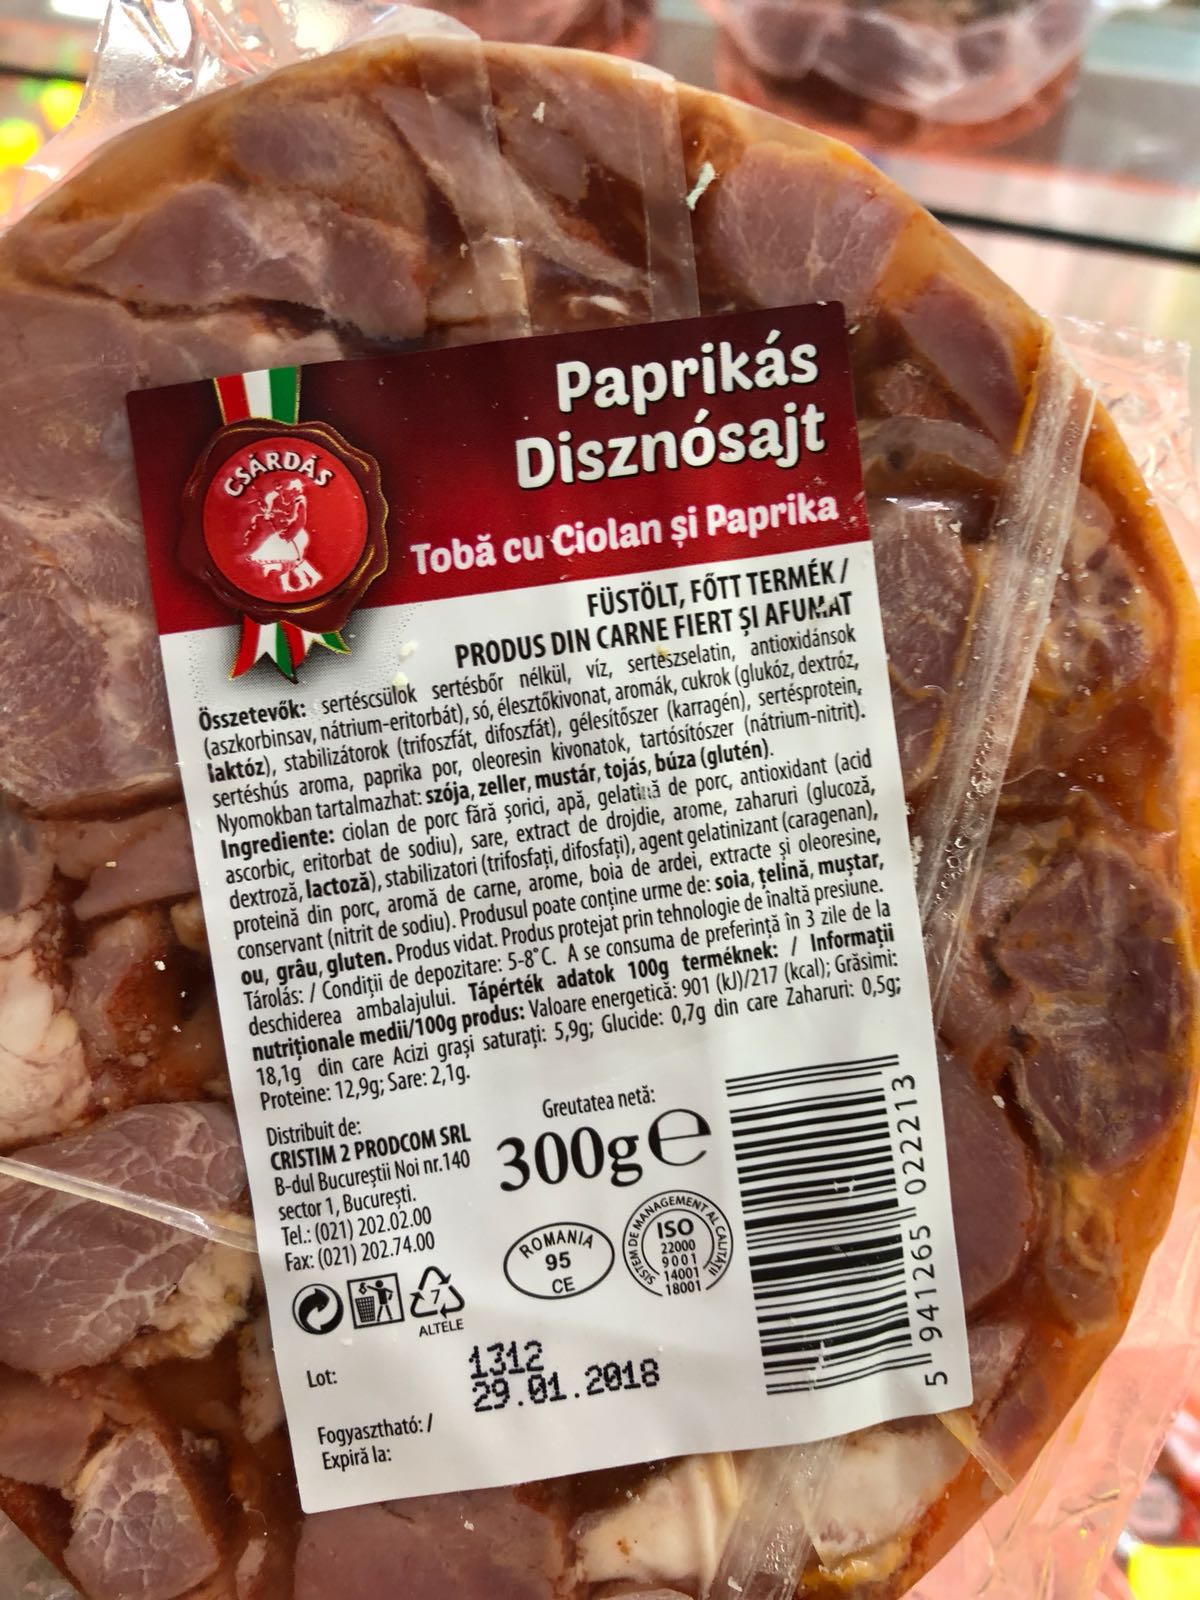 CSÁRDÁS
Paprikás
Disznósajt
Tobă cu Ciolan și Paprika
FÜSTÖLT, FŐTT TERMÉK /
PRODUS DIN CARNE FIERT ȘI AFUMAT
Összetevők: sertéscsülok sertésbőr nélkül, víz, sertészselatin, antioxidánsok
(aszkorbinsav, nátrium-eritorbát), só, élesztőkivonat, aromák, cukrok (glukóz, dextróz,
laktóz), stabilizátorok (trifoszfát, difoszfát), gélesítőszer (karragén), sertésprotein,
sertéshús aroma, paprika por, oleoresin kivonatok, tartósítószer (nátrium-nitrit).
Nyomokban tartalmazhat: szója, zeller, mustár, tojás, búza (glutén).
Ingrediente: ciolan de porc fără șorici, apă, gelatină de porc, antioxidant (acid
ascorbic, eritorbat de sodiu), sare, extract de drojdie, arome, zaharuri (glucoză,
dextroză, lactoză), stabilizatori (trifosfați, difosfați), agent gelatinizant (caragenan),
proteină din porc, aromă de carne, arome, boia de ardei, extracte și oleoresine,
conservant (nitrit de sodiu). Produsul poate conține urme de: soia, țelină, muștar,
ou, grâu, gluten. Produs vidat. Produs protejat prin tehnologie de înaltă presiune.
Tárolás: / Condiții de depozitare: 5-8°C. A se consuma de preferință în 3 zile de la
deschiderea ambalajului. Tápérték adatok 100g terméknek: / Informații
nutriționale medii/100g produs: Valoare energetică: 901 (kJ)/217 (kcal); Grăsimi:
18,1g din care Acizi grași saturați: 5,9g; Glucide: 0,7g din care Zaharuri: 0,5g;
Proteine: 12,9g; Sare: 2,1g.
Distribuit de:
CRISTIM 2 PRODCOM SRL
B-dul Bucureștii Noi nr.140
sector 1, București.
Tel.: (021) 202.02.00
Fax: (021) 202.74.00
Greutatea netă:
300g e
ROMANIA
95
CE
SISTEM DE MANAGEMENT AL CALITĂȚII
ISO
22000
9001
14001
18001
7
ALTELE
5 941265 022213
Lot:
1312
29.01.2018
Fogyasztható: /
Expiră la: